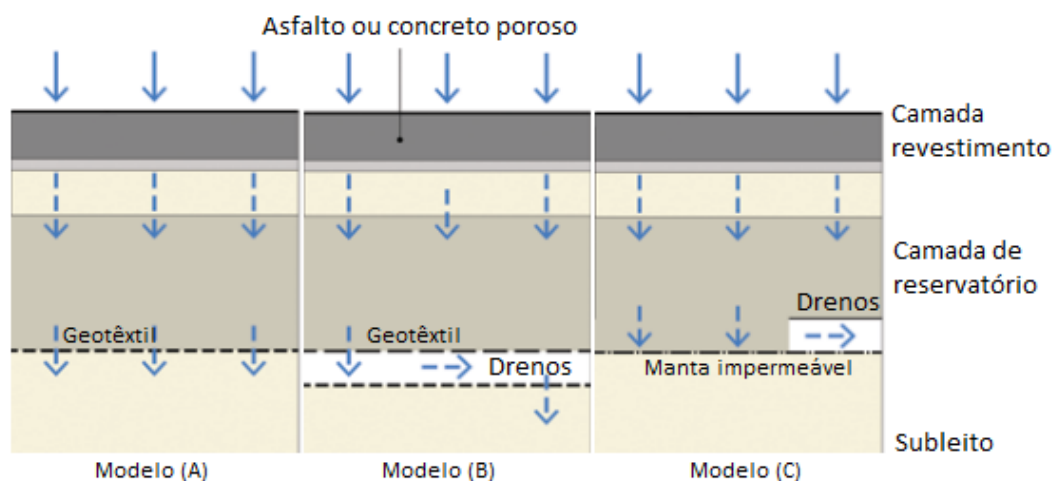 Asfalto ou concreto poroso
Camada
revestimento
Camada de
reservatório
Drenos
Geotêxtil
Geotêxtil
Drenos
Manta impermeável
Subleito
Modelo (A)
Modelo (B)
Modelo (C)